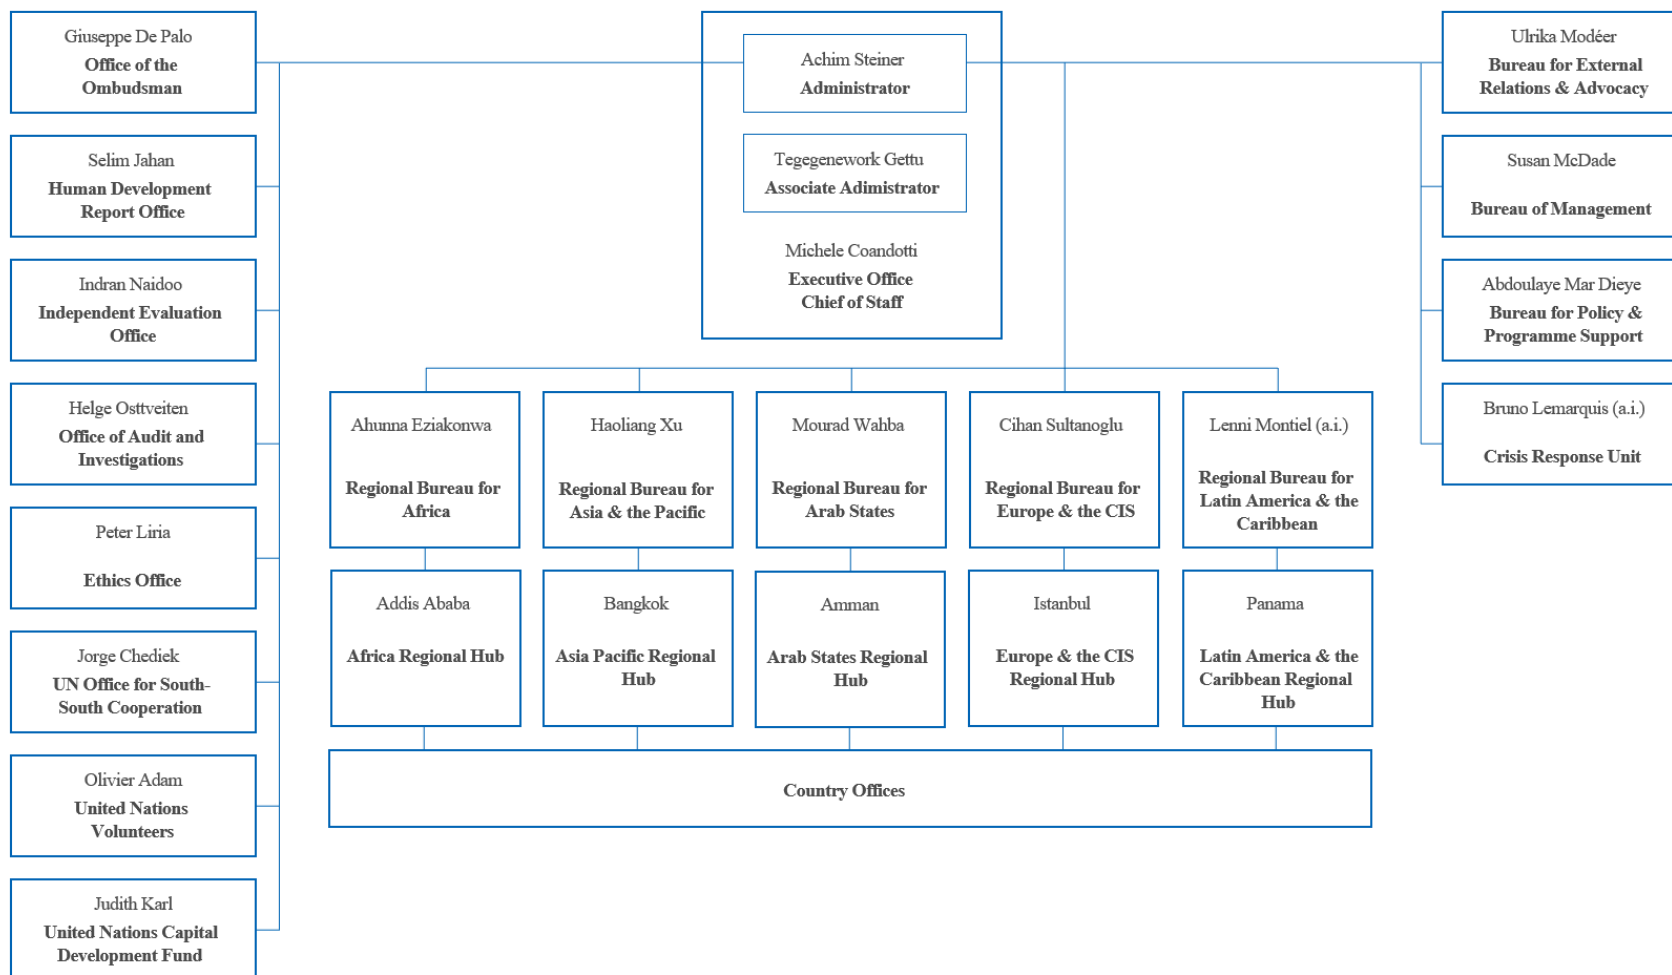 Giuseppe De Palo
Office of the
Ombudsman
Selim Jahan
Human Development
Report Office
Indran Naidoo
Independent Evaluation
Office
Helge Osttveiten
Office of Audit and
Investigations
Peter Liria
Ethics Office
Jorge Chediek
UN Office for South-
South Cooperation
Olivier Adam
United Nations
Volunteers
Judith Karl
United Nations Capital
Development Fund
Achim Steiner
Administrator
Tegegenework Gettu
Associate Adimistrator
Michele Coandotti
Executive Office
Chief of Staff
Ahunna Eziakonwa
Regional Bureau for
Africa
Haoliang Xu
Regional Bureau for
Asia & the Pacific
Mourad Wahba
Regional Bureau for
Arab States
Cihan Sultanoglu
Regional Bureau for
Europe & the CIS
Lenni Montiel (a.i.)
Regional Bureau for
Latin America & the
Caribbean
Addis Ababa
Africa Regional Hub
Bangkok
Asia Pacific Regional
Hub
Amman
Arab States Regional
Hub
Istanbul
Europe & the CIS
Regional Hub
Panama
Latin America & the
Caribbean Regional
Hub
Country Offices
Ulrika Modéer
Bureau for External
Relations & Advocacy
Susan McDade
Bureau of Management
Abdoulaye Mar Dieye
Bureau for Policy &
Programme Support
Bruno Lemarquis (a.i.)
Crisis Response Unit